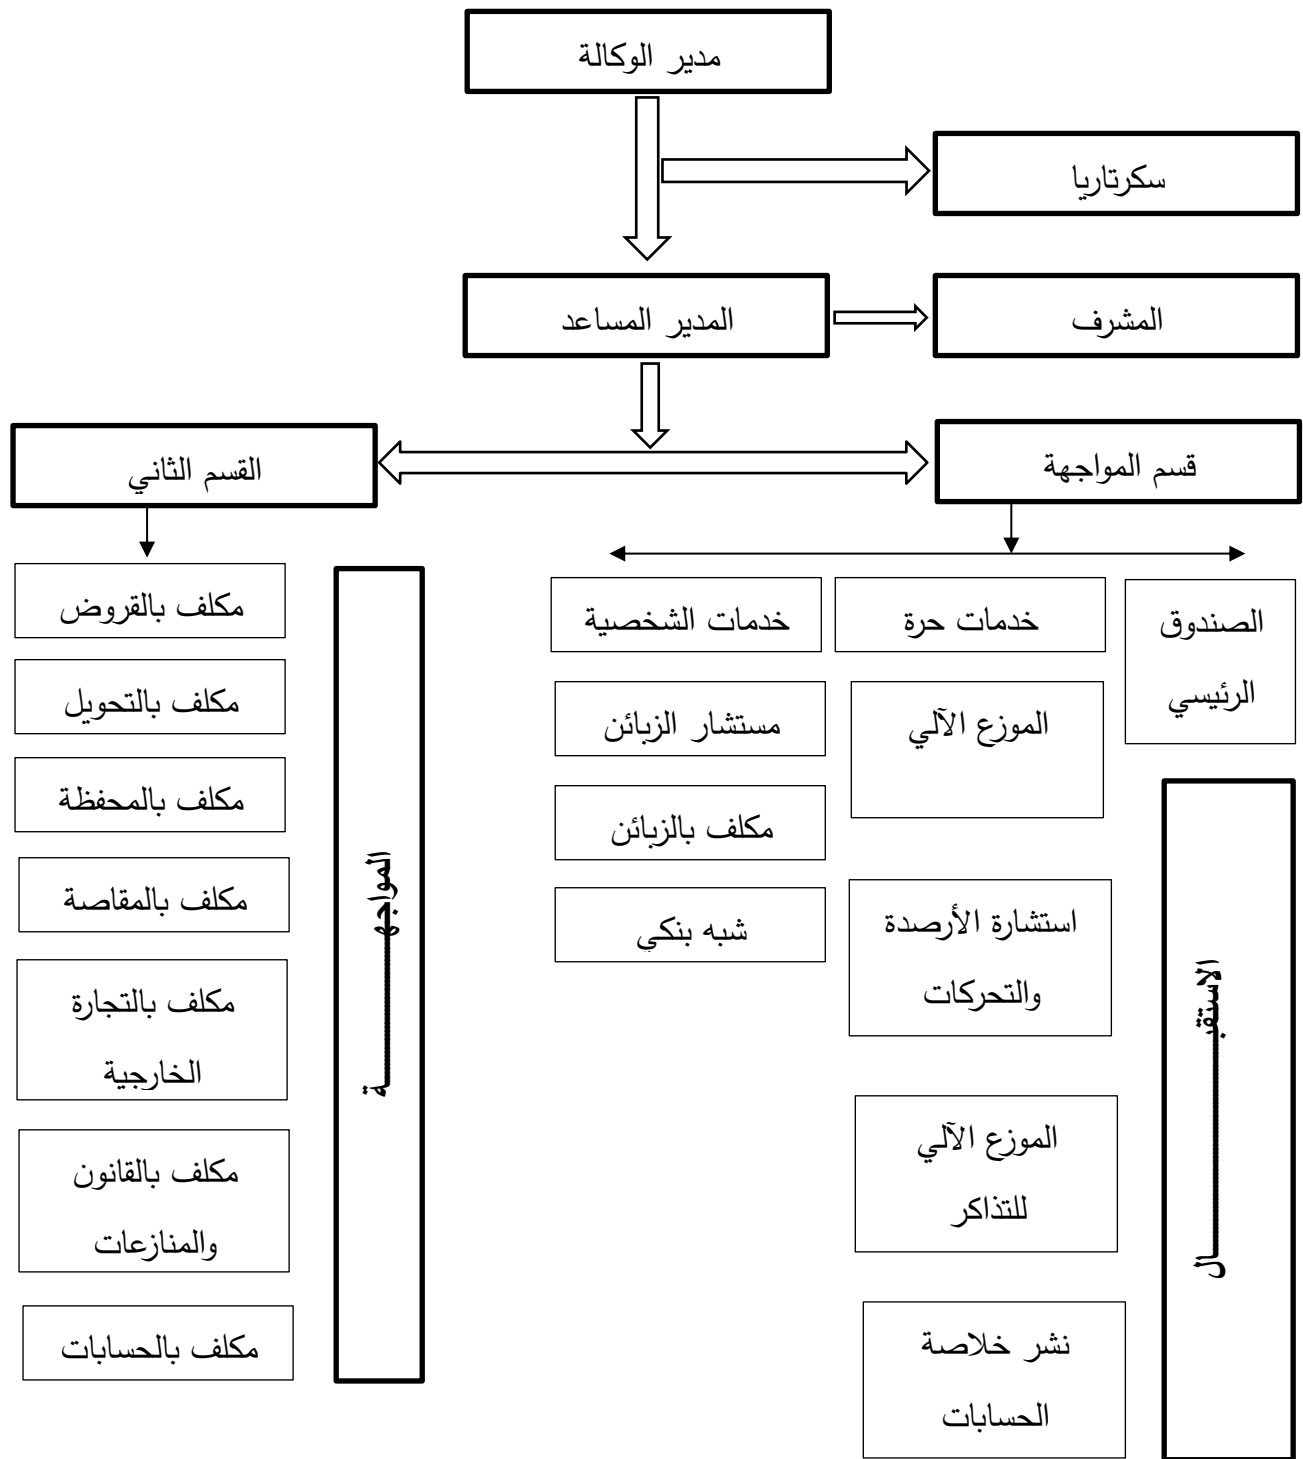 مدير الوكالة
سكرتاريا
المدير المساعد
المشرف
قسم المواجهة
القسم الثاني
الصندوق
الرئيسي
خدمات حرة
خدمات الشخصية
الموزع الآلي
مستشار الزبائن
مكلف بالزبائن
استشارة الأرصدة
والتحركات
شبه بنكي
الموزع الآلي
للتذاكر
نشر خلاصة
الحسابات
الاستقبـــــــــــــال
المواجهـــــــــــــة
مكلف بالقروض
مكلف بالتحويل
مكلف بالمحفظة
مكلف بالمقاصة
مكلف بالتجارة
الخارجية
مكلف بالقانون
والمنازعات
مكلف بالحسابات